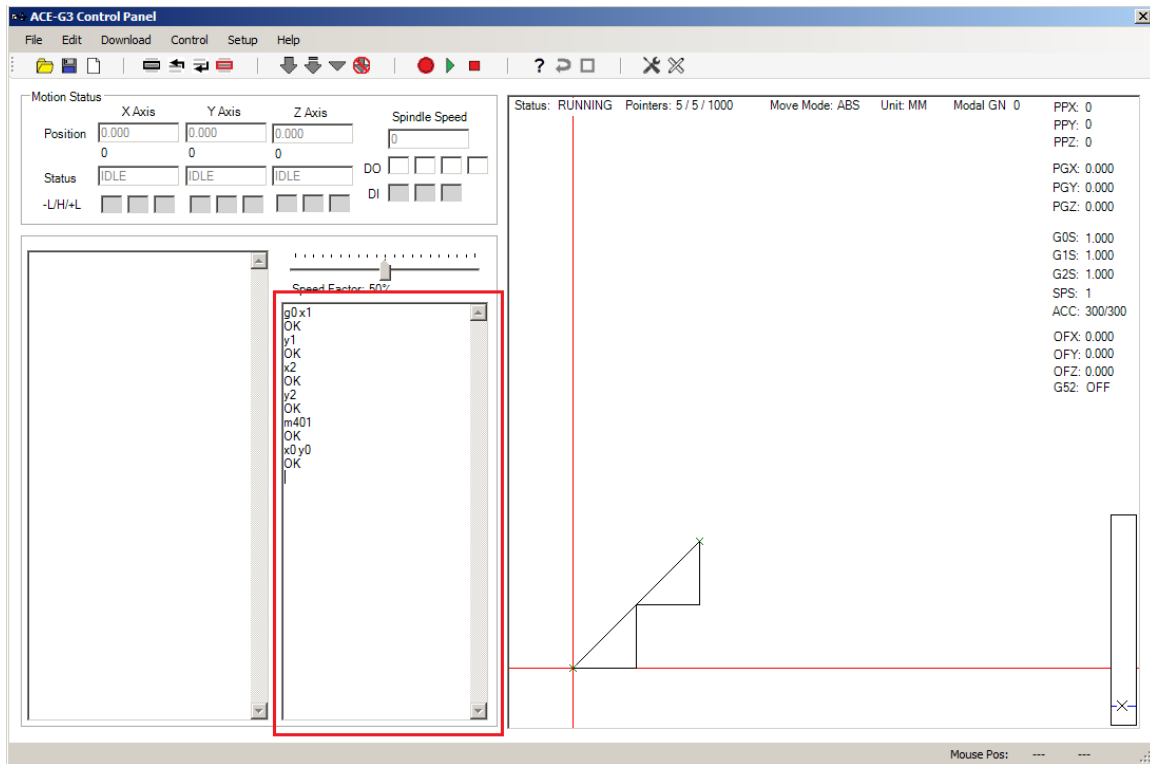 ACE-G3 Control Panel
File Edit Download Control Setup Help
Motion Status
X Axis Y Axis Z Axis Spindle Speed
Position 0.000 0.000 0.000 0
0 0 0
DO
Status IDLE IDLE IDLE
DI
-L/H/+L
Speed Factor: 50%
g0 x1
OK
y1
OK
x2
OK
y2
OK
m401
OK
x0 y0
OK
Status: RUNNING Pointers: 5 / 5 / 1000 Move Mode: ABS Unit: MM Modal GN 0
PPX: 0
PPY: 0
PPZ: 0
PGX: 0.000
PGY: 0.000
PGZ: 0.000
G0S: 1.000
G1S: 1.000
G2S: 1.000
SPS: 1
ACC: 300/300
OFX: 0.000
OFY: 0.000
OFZ: 0.000
G52: OFF
Mouse Pos: --- ---